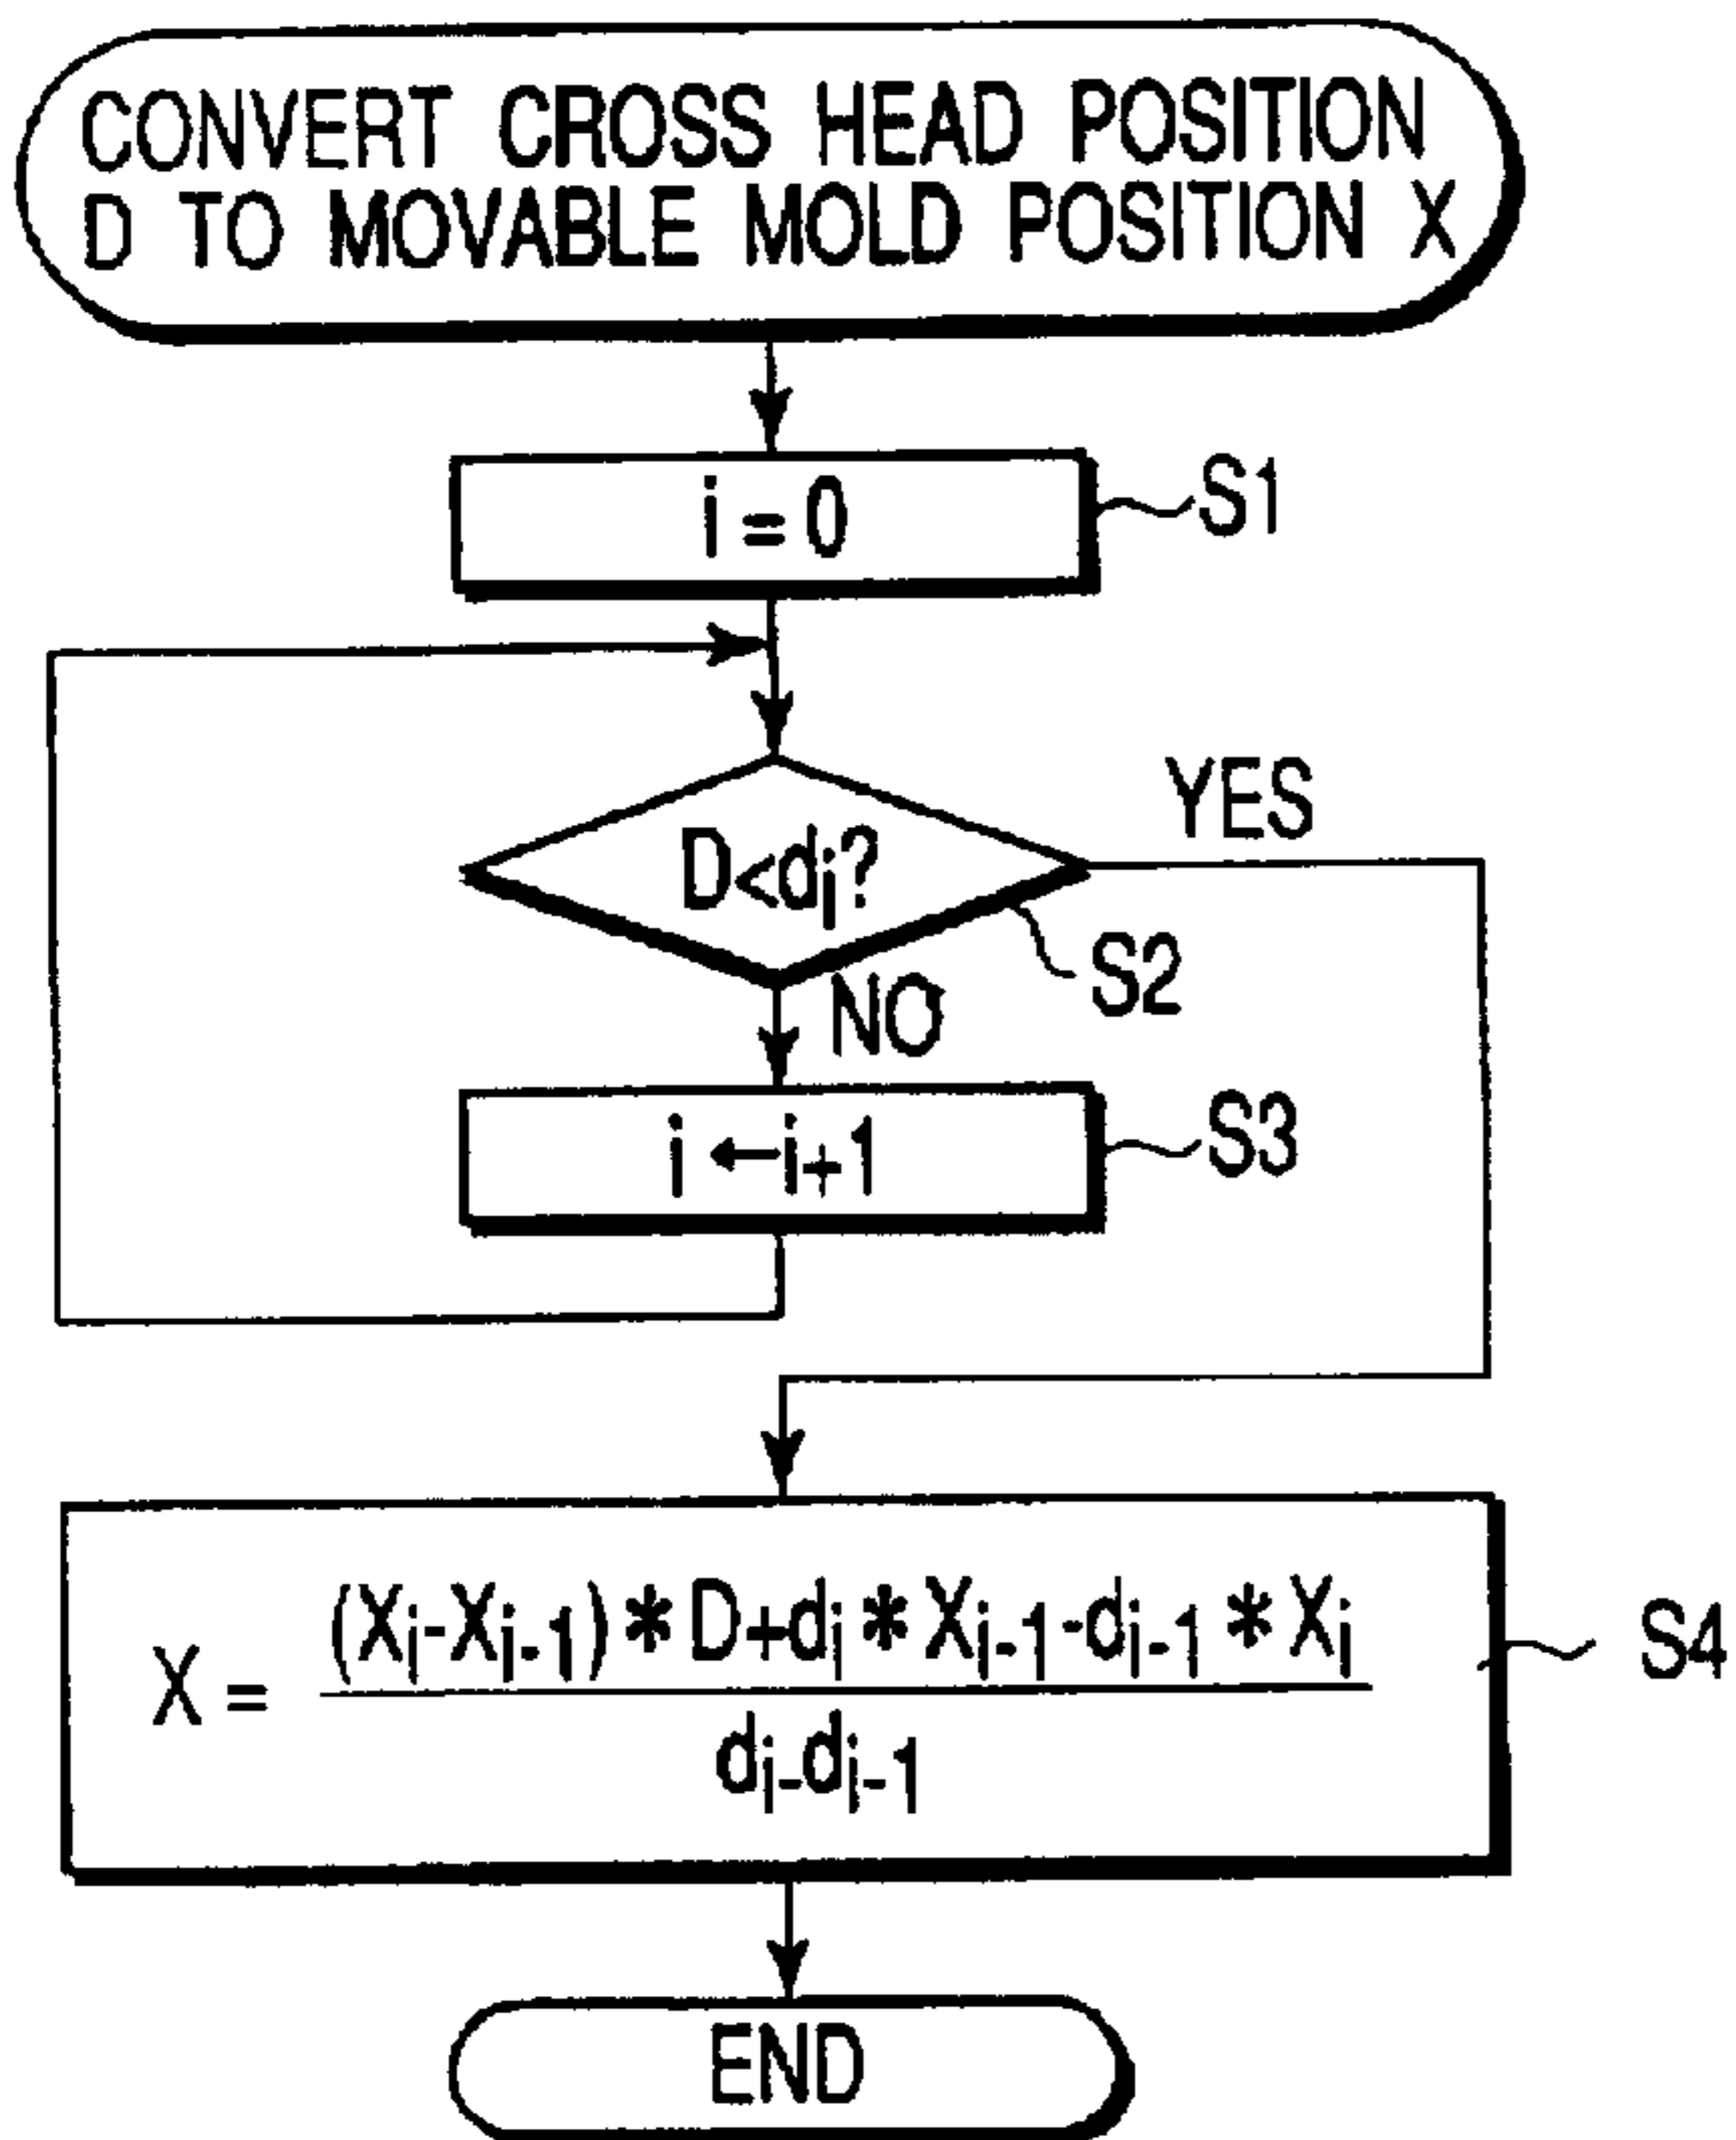 CONVERT CROSS HEAD POSITION
D TO MOVABLE MOLD POSITION X
i = 0
S1
D<di?
YES
S2
NO
i ←i+1
S3
X = (Xi-Xi-1)*D+di*Xi-1-di-1*Xi
di-di-1
S4
END